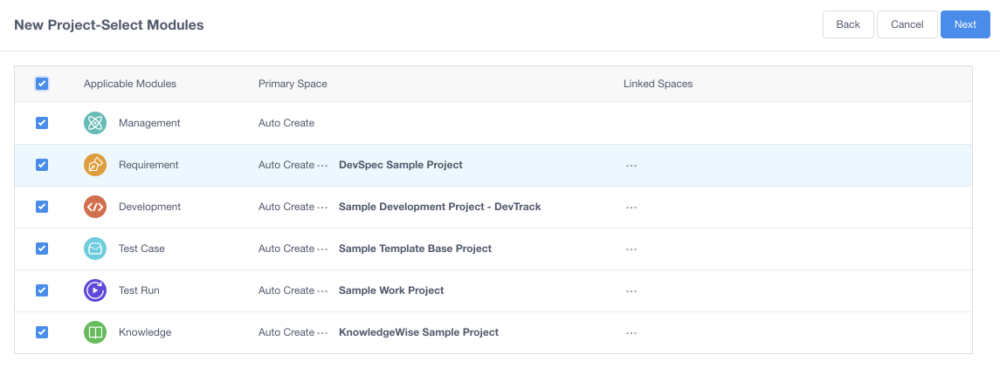 New Project-Select Modules
Back Cancel Next
Applicable Modules Primary Space Linked Spaces
Management Auto Create
Requirement Auto Create ··· DevSpec Sample Project ···
Development Auto Create ··· Sample Development Project - DevTrack ···
Test Case Auto Create ··· Sample Template Base Project ···
Test Run Auto Create ··· Sample Work Project ···
Knowledge Auto Create ··· KnowledgeWise Sample Project ···